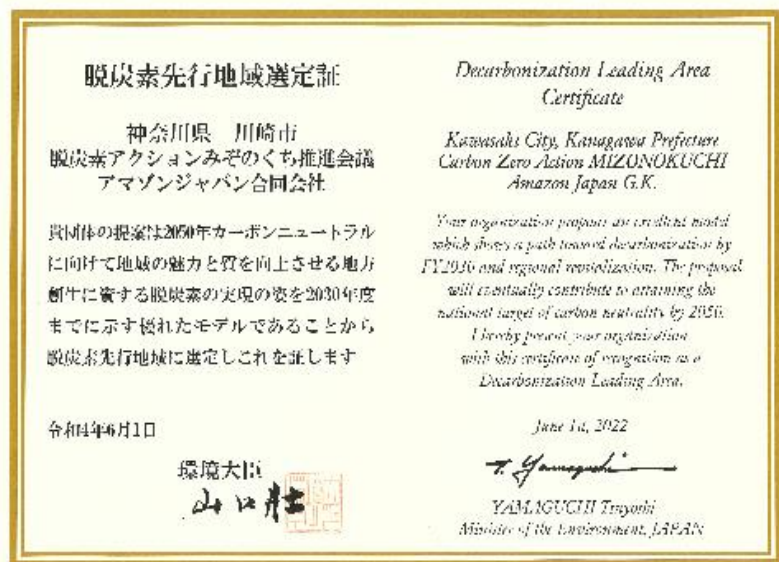 脱炭素先行地域選定証
神奈川県 川崎市
脱炭素アクションみぞのくち推進会議
アマゾンジャパン合同会社
貴団体の提案は2050年カーボンニュートラル
に向けて地域の魅力と質を向上させる地方
創生に資する脱炭素の実現の姿を2030年度
までに示す優れたモデルであることから
脱炭素先行地域に選定しこれを証します
令和4年6月1日
環境大臣
山口壯
Decarbonization Leading Area
Certificate
Kawasaki City, Kanagawa Prefecture
Carbon Zero Action MIZONOKUCHI
Amazon Japan G.K.
Your organization proposes an excellent model
which shows a path toward decarbonization by
FY2030 and regional revitalization. The proposal
will eventually contribute to attaining the
national target of carbon neutrality by 2050.
I hereby present your organization
with this certificate of recognition as a
Decarbonization Leading Area.
June 1st, 2022
T. Yamaguchi
YAMAGUCHI Tsuyoshi
Minister of the Environment, JAPAN